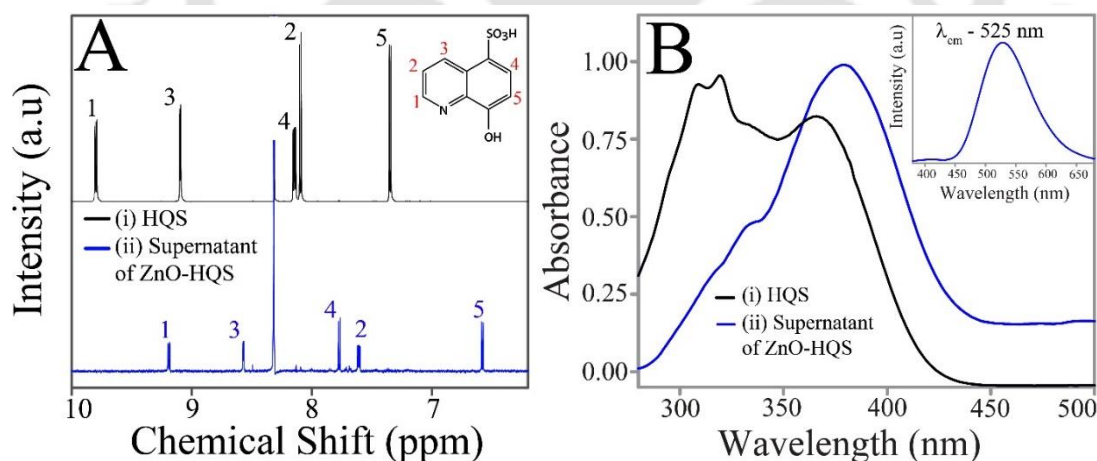 A
Intensity (a.u)
1
3
4
2
5
SO₃H
3
2
4
1
5
N
OH
(i) HQS
(ii) Supernatant
of ZnO-HQS
1
3
4
2
5
10
9
8
7
Chemical Shift (ppm)
B
Absorbance
1.00
0.75
0.50
0.25
0.00
λem - 525 nm
Intensity (a.u)
400
450
500
550
600
650
Wavelength (nm)
(i) HQS
(ii) Supernatant
of ZnO-HQS
300
350
400
450
500
Wavelength (nm)